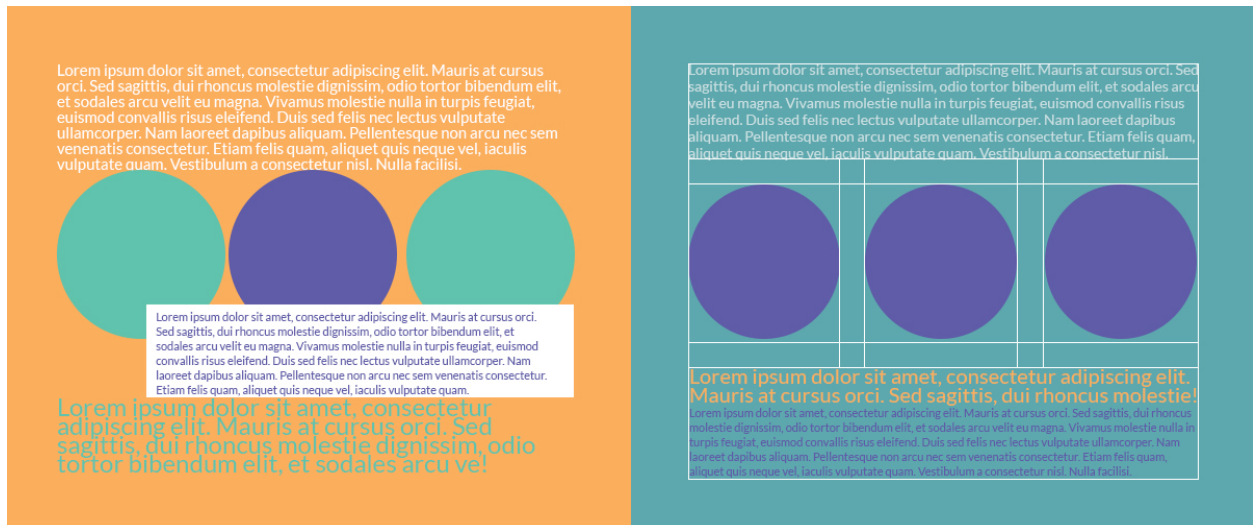 Lorem ipsum dolor sit amet, consectetur adipiscing elit. Mauris at cursus
orci. Sed sagittis, dui rhoncus molestie dignissim, odio tortor bibendum elit,
et sodales arcu velit eu magna. Vivamus molestie nulla in turpis feugiat,
euismod convallis risus eleifend. Duis sed felis nec lectus vulputate
ullamcorper. Nam laoreet dapibus aliquam. Pellentesque non arcu nec sem
venenatis consectetur. Etiam felis quam, aliquet quis neque vel, iaculis
vulputate quam. Vestibulum a consectetur nisl. Nulla facilisi.
Lorem ipsum dolor sit amet, consectetur adipiscing elit. Mauris at cursus orci.
Sed sagittis, dui rhoncus molestie dignissim, odio tortor bibendum elit, et
sodales arcu velit eu magna. Vivamus molestie nulla in turpis feugiat, euismod
convallis risus eleifend. Duis sed felis nec lectus vulputate ullamcorper. Nam
laoreet dapibus aliquam. Pellentesque non arcu nec sem venenatis consectetur.
Etiam felis quam, aliquet quis neque vel, iaculis vulputate quam.
Lorem ipsum dolor sit amet, consectetur
adipiscing elit. Mauris at cursus orci. Sed
sagittis, dui rhoncus molestie dignissim, odio
tortor bibendum elit, et sodales arcu ve!
Lorem ipsum dolor sit amet, consectetur adipiscing elit. Mauris at cursus orci. Sed
sagittis, dui rhoncus molestie dignissim, odio tortor bibendum elit, et sodales arcu
velit eu magna. Vivamus molestie nulla in turpis feugiat, euismod convallis risus
eleifend. Duis sed felis nec lectus vulputate ullamcorper. Nam laoreet dapibus
aliquam. Pellentesque non arcu nec sem venenatis consectetur. Etiam felis quam,
aliquet quis neque vel, iaculis vulputate quam. Vestibulum a consectetur nisl.
Lorem ipsum dolor sit amet, consectetur adipiscing elit.
Mauris at cursus orci. Sed sagittis, dui rhoncus molestie!
Lorem ipsum dolor sit amet, consectetur adipiscing elit. Mauris at cursus orci. Sed sagittis, dui rhoncus
molestie dignissim, odio tortor bibendum elit, et sodales arcu velit eu magna. Vivamus molestie nulla in
turpis feugiat, euismod convallis risus eleifend. Duis sed felis nec lectus vulputate ullamcorper. Nam
laoreet dapibus aliquam. Pellentesque non arcu nec sem venenatis consectetur. Etiam felis quam,
aliquet quis neque vel, iaculis vulputate quam. Vestibulum a consectetur nisl. Nulla facilisi.